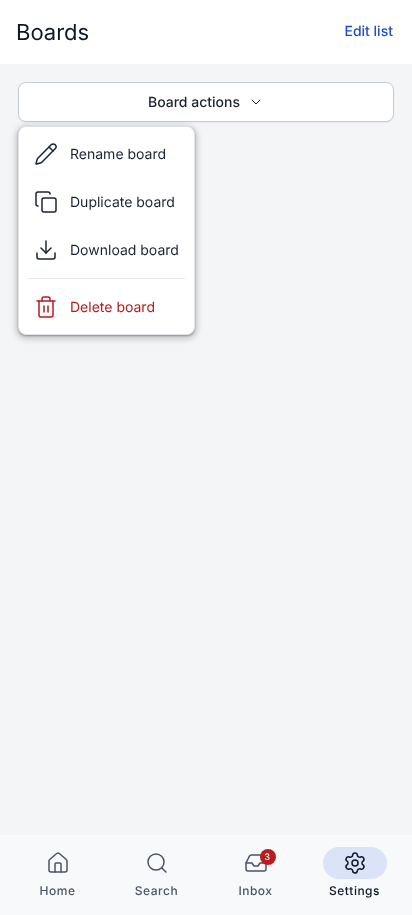 Boards
Edit list
Board actions
Rename board
Duplicate board
Download board
Delete board
3
Home
Search
Inbox
Settings